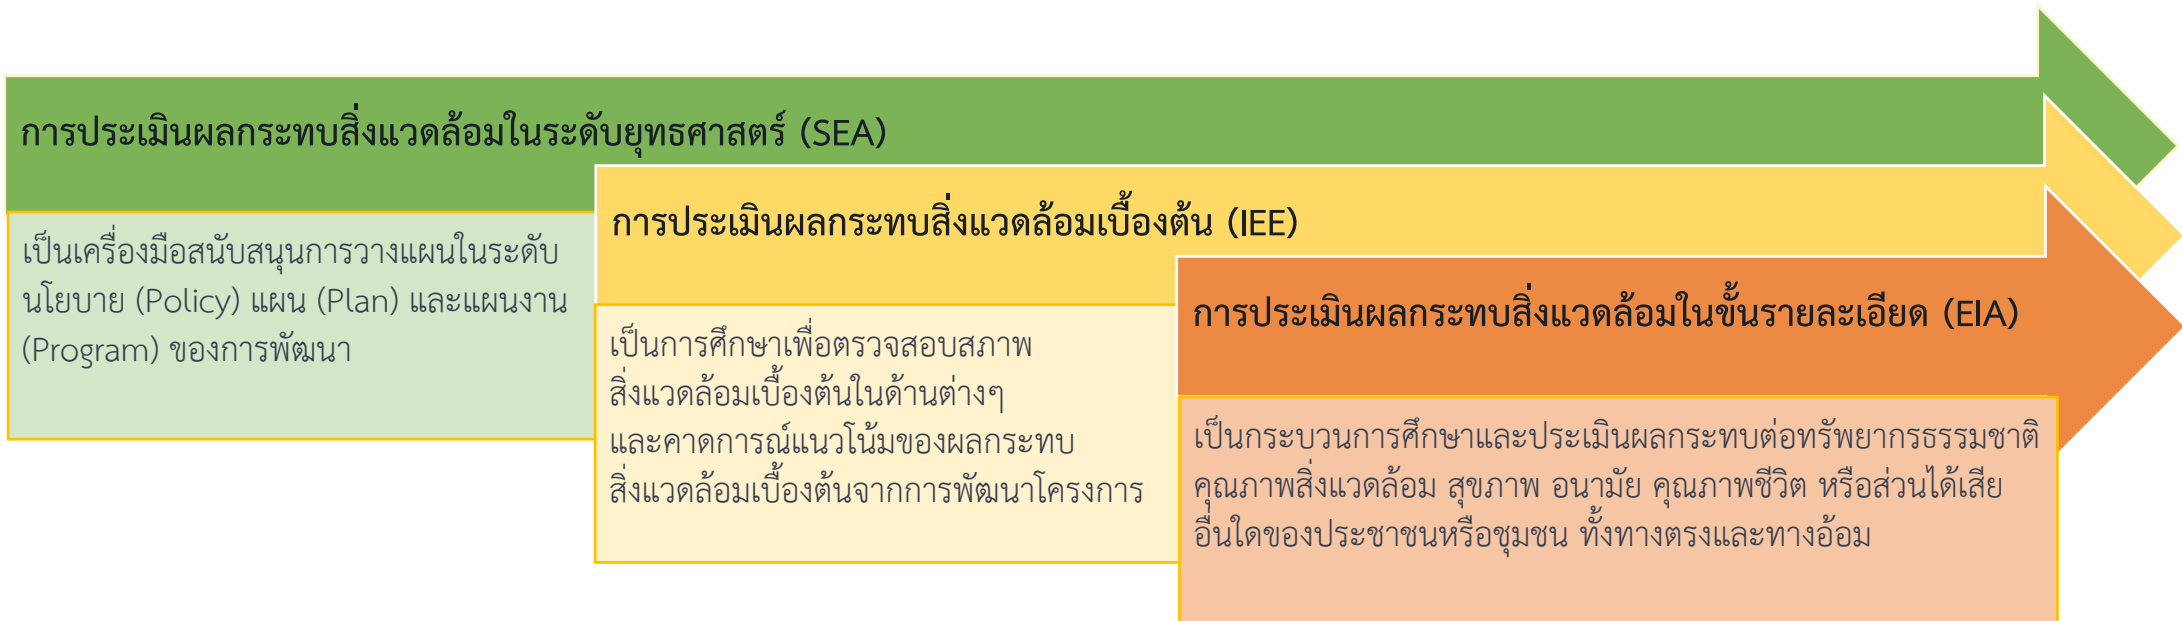 การประเมินผลกระทบสิ่งแวดล้อมในระดับยุทธศาสตร์ (SEA)
เป็นเครื่องมือสนับสนุนการวางแผนในระดับ
นโยบาย (Policy) แผน (Plan) และแผนงาน
(Program) ของการพัฒนา
การประเมินผลกระทบสิ่งแวดล้อมเบื้องต้น (IEE)
เป็นการศึกษาเพื่อตรวจสอบสภาพ
สิ่งแวดล้อมเบื้องต้นในด้านต่างๆ
และคาดการณ์แนวโน้มของผลกระทบ
สิ่งแวดล้อมเบื้องต้นจากการพัฒนาโครงการ
การประเมินผลกระทบสิ่งแวดล้อมในขั้นรายละเอียด (EIA)
เป็นกระบวนการศึกษาและประเมินผลกระทบต่อทรัพยากรธรรมชาติ
คุณภาพสิ่งแวดล้อม สุขภาพ อนามัย คุณภาพชีวิต หรือส่วนได้เสีย
อื่นใดของประชาชนหรือชุมชน ทั้งทางตรงและทางอ้อม